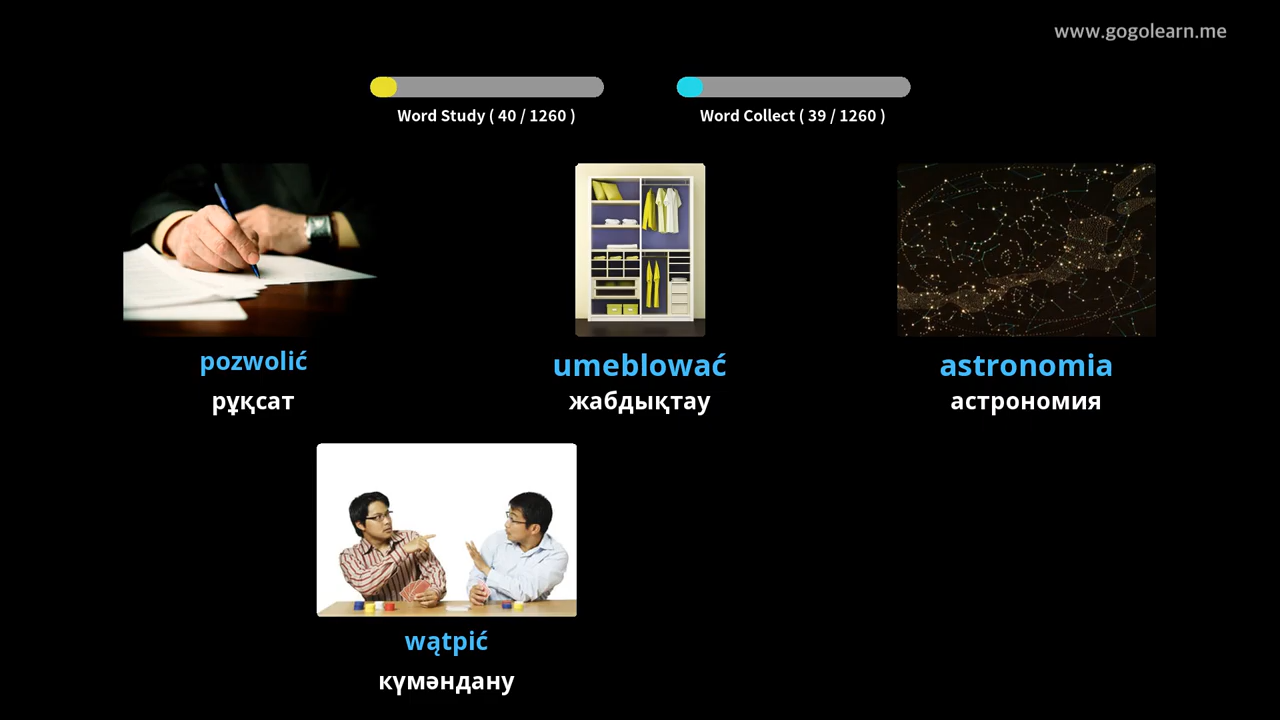 www.gogolearn.me
Word Study ( 40 / 1260 )
Word Collect ( 39 / 1260 )
pozwolić
рұқсат
umeblować
жабдықтау
astronomia
астрономия
wątpić
күмәндану